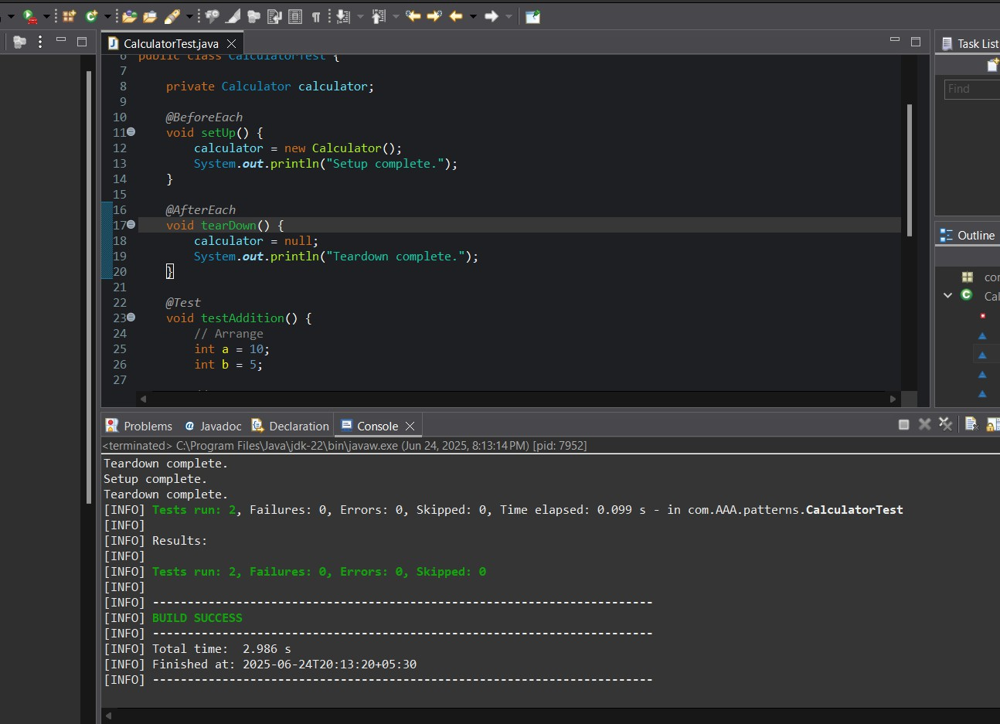 CalculatorTest.java
Task List
6 public class CalculatorTest {
7
8 private Calculator calculator;
9
10 @BeforeEach
11 void setUp() {
12 calculator = new Calculator();
13 System.out.println("Setup complete.");
14 }
15
16 @AfterEach
17 void tearDown() {
18 calculator = null;
19 System.out.println("Teardown complete.");
20 }
21
22 @Test
23 void testAddition() {
24 // Arrange
25 int a = 10;
26 int b = 5;
27
Find
Outline
Problems @ Javadoc Declaration Console
<terminated> C:\Program Files\Java\jdk-22\bin\javaw.exe (Jun 24, 2025, 8:13:14 PM) [pid: 7952]
Teardown complete.
Setup complete.
Teardown complete.
[INFO] Tests run: 2, Failures: 0, Errors: 0, Skipped: 0, Time elapsed: 0.099 s - in com.AAA.patterns.CalculatorTest
[INFO]
[INFO] Results:
[INFO]
[INFO] Tests run: 2, Failures: 0, Errors: 0, Skipped: 0
[INFO]
[INFO] ------------------------------------------------------------------------
[INFO] BUILD SUCCESS
[INFO] ------------------------------------------------------------------------
[INFO] Total time:  2.986 s
[INFO] Finished at: 2025-06-24T20:13:20+05:30
[INFO] ------------------------------------------------------------------------